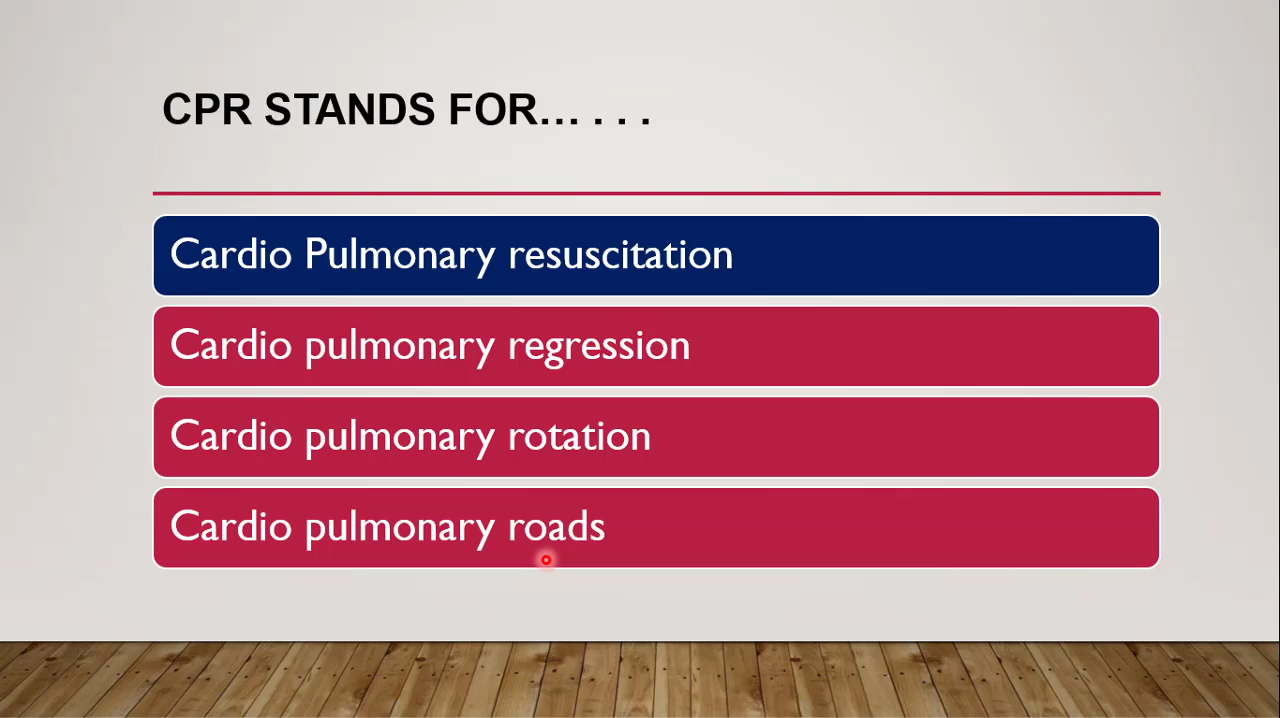 CPR STANDS FOR... . . .
Cardio Pulmonary resuscitation
Cardio pulmonary regression
Cardio pulmonary rotation
Cardio pulmonary roads